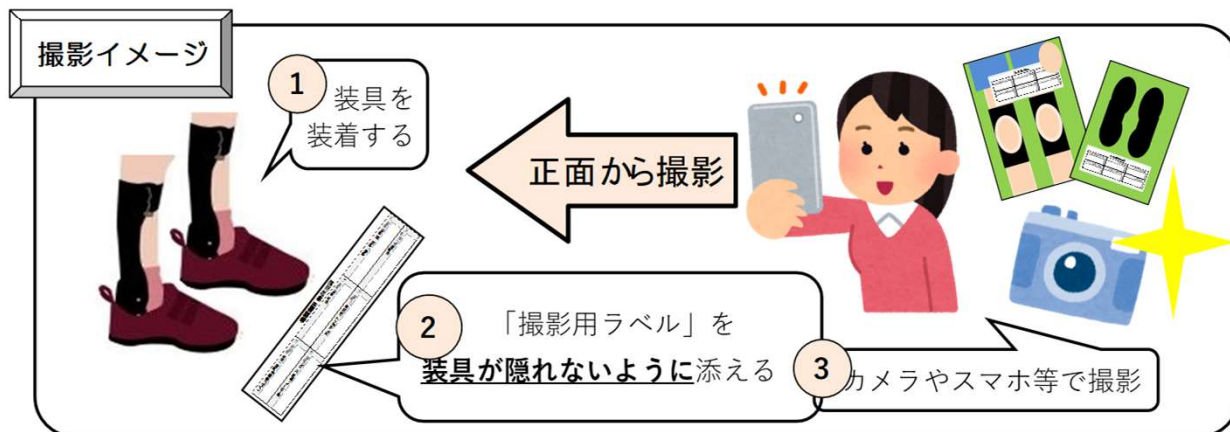 撮影イメージ
1
装具を
装着する
正面から撮影
2
「撮影用ラベル」を
装具が隠れないように添える
3
カメラやスマホ等で撮影